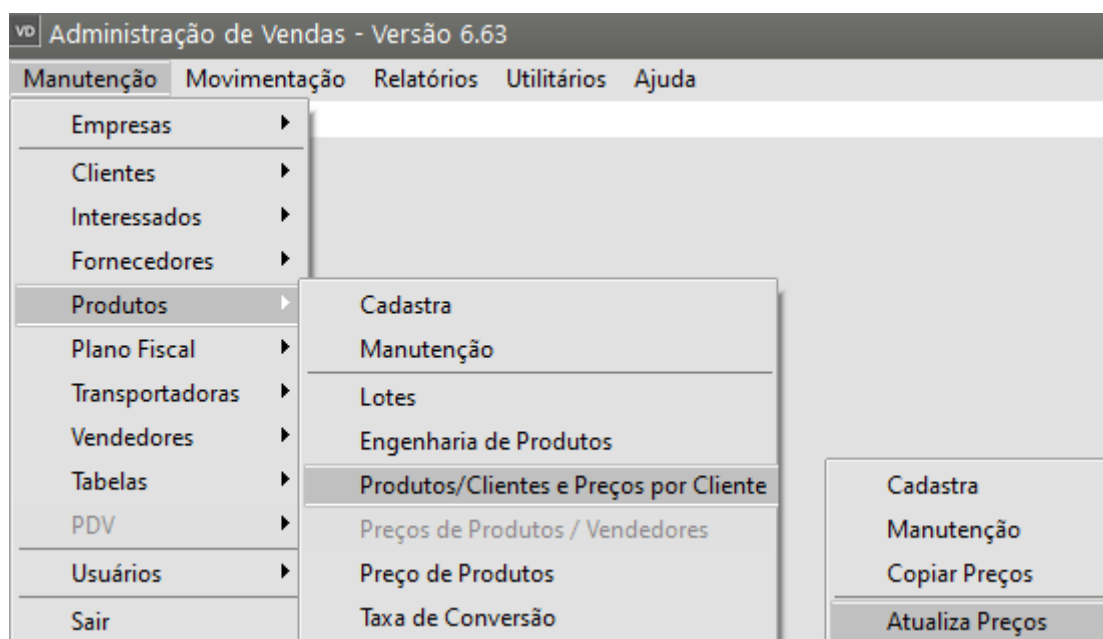 VD Administração de Vendas - Versão 6.63
Manutenção Movimentação Relatórios Utilitários Ajuda
Empresas
Clientes
Interessados
Fornecedores
Produtos
Plano Fiscal
Transportadoras
Vendedores
Tabelas
PDV
Usuários
Sair
Cadastra
Manutenção
Lotes
Engenharia de Produtos
Produtos/Clientes e Preços por Cliente
Preços de Produtos / Vendedores
Preço de Produtos
Taxa de Conversão
Cadastra
Manutenção
Copiar Preços
Atualiza Preços